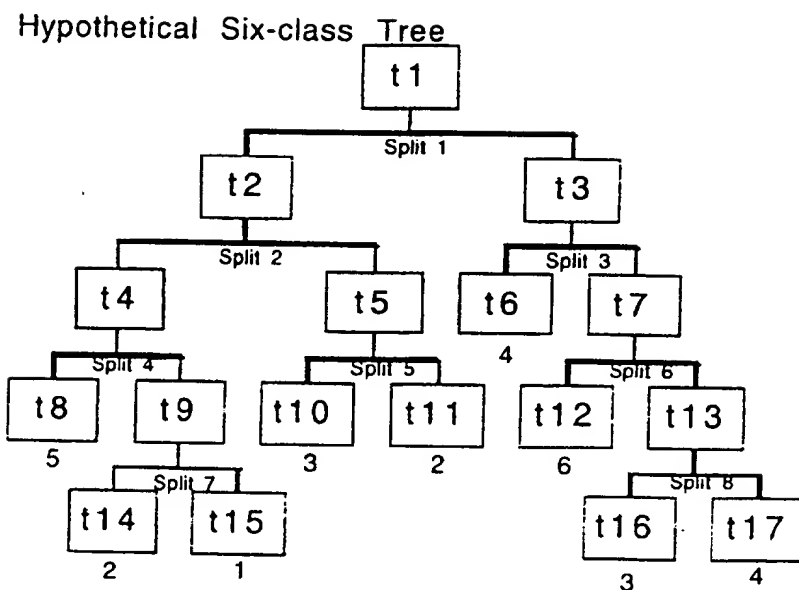 Hypothetical Six-class Tree
t1
Split 1
t2 t3
Split 2 Split 3
t4 t5 t6 t7
4
Split 4 Split 5 Split 6
t8 t9 t10 t11 t12 t13
5 3 2 6
Split 7 Split 8
t14 t15 t16 t17
2 1 3 4